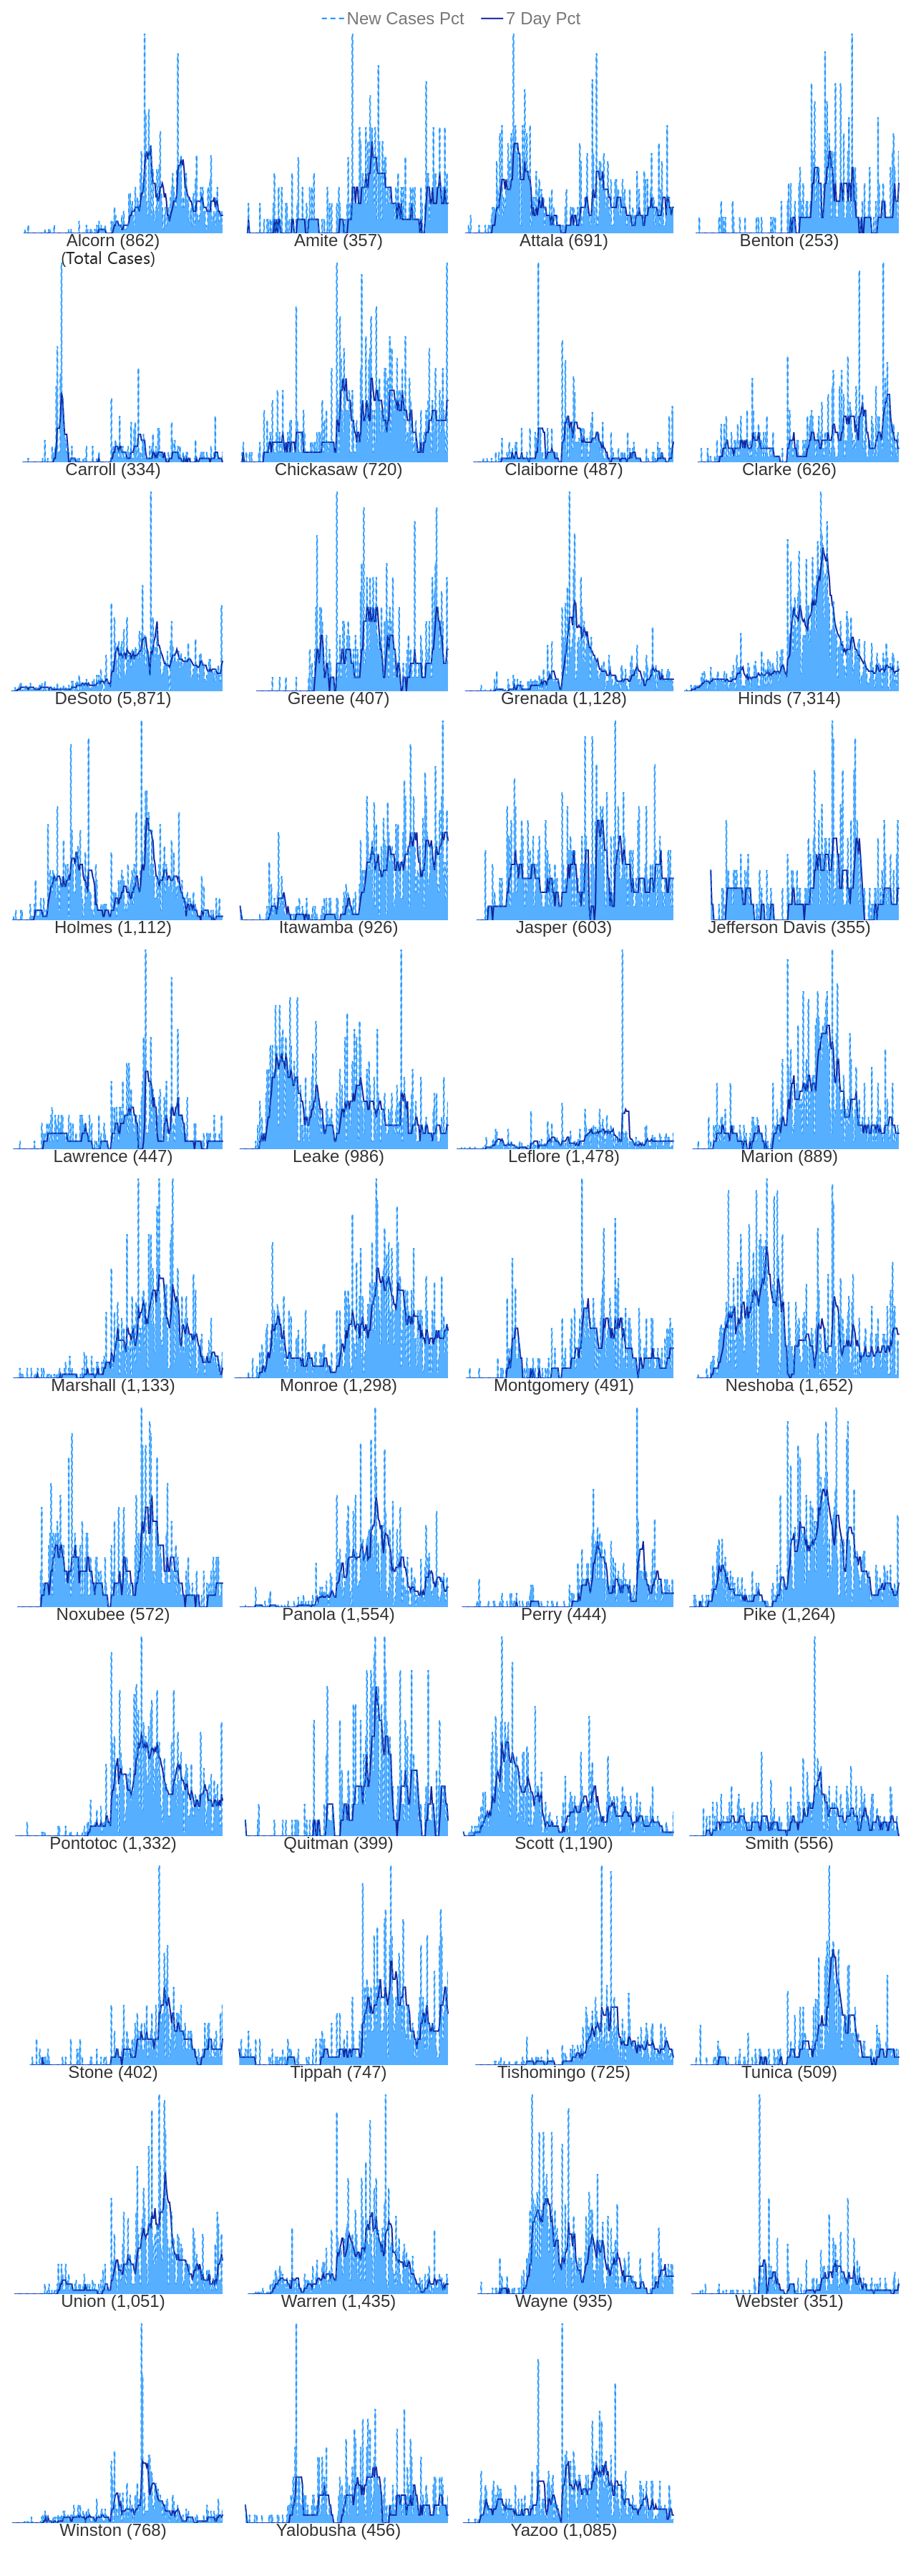 New Cases Pct 7 Day Pct
Alcorn (862) Amite (357) Attala (691) Benton (253)
(Total Cases)
Carroll (334) Chickasaw (720) Claiborne (487) Clarke (626)
DeSoto (5,871) Greene (407) Grenada (1,128) Hinds (7,314)
Holmes (1,112) Itawamba (926) Jasper (603) Jefferson Davis (355)
Lawrence (447) Leake (986) Leflore (1,478) Marion (889)
Marshall (1,133) Monroe (1,298) Montgomery (491) Neshoba (1,652)
Noxubee (572) Panola (1,554) Perry (444) Pike (1,264)
Pontotoc (1,332) Quitman (399) Scott (1,190) Smith (556)
Stone (402) Tippah (747) Tishomingo (725) Tunica (509)
Union (1,051) Warren (1,435) Wayne (935) Webster (351)
Winston (768) Yalobusha (456) Yazoo (1,085)